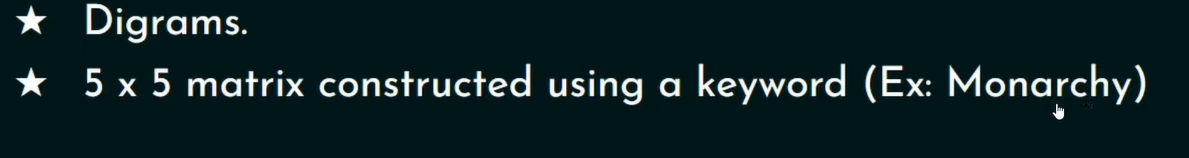 ★ Digrams.
★ 5 x 5 matrix constructed using a keyword (Ex: Monarchy)